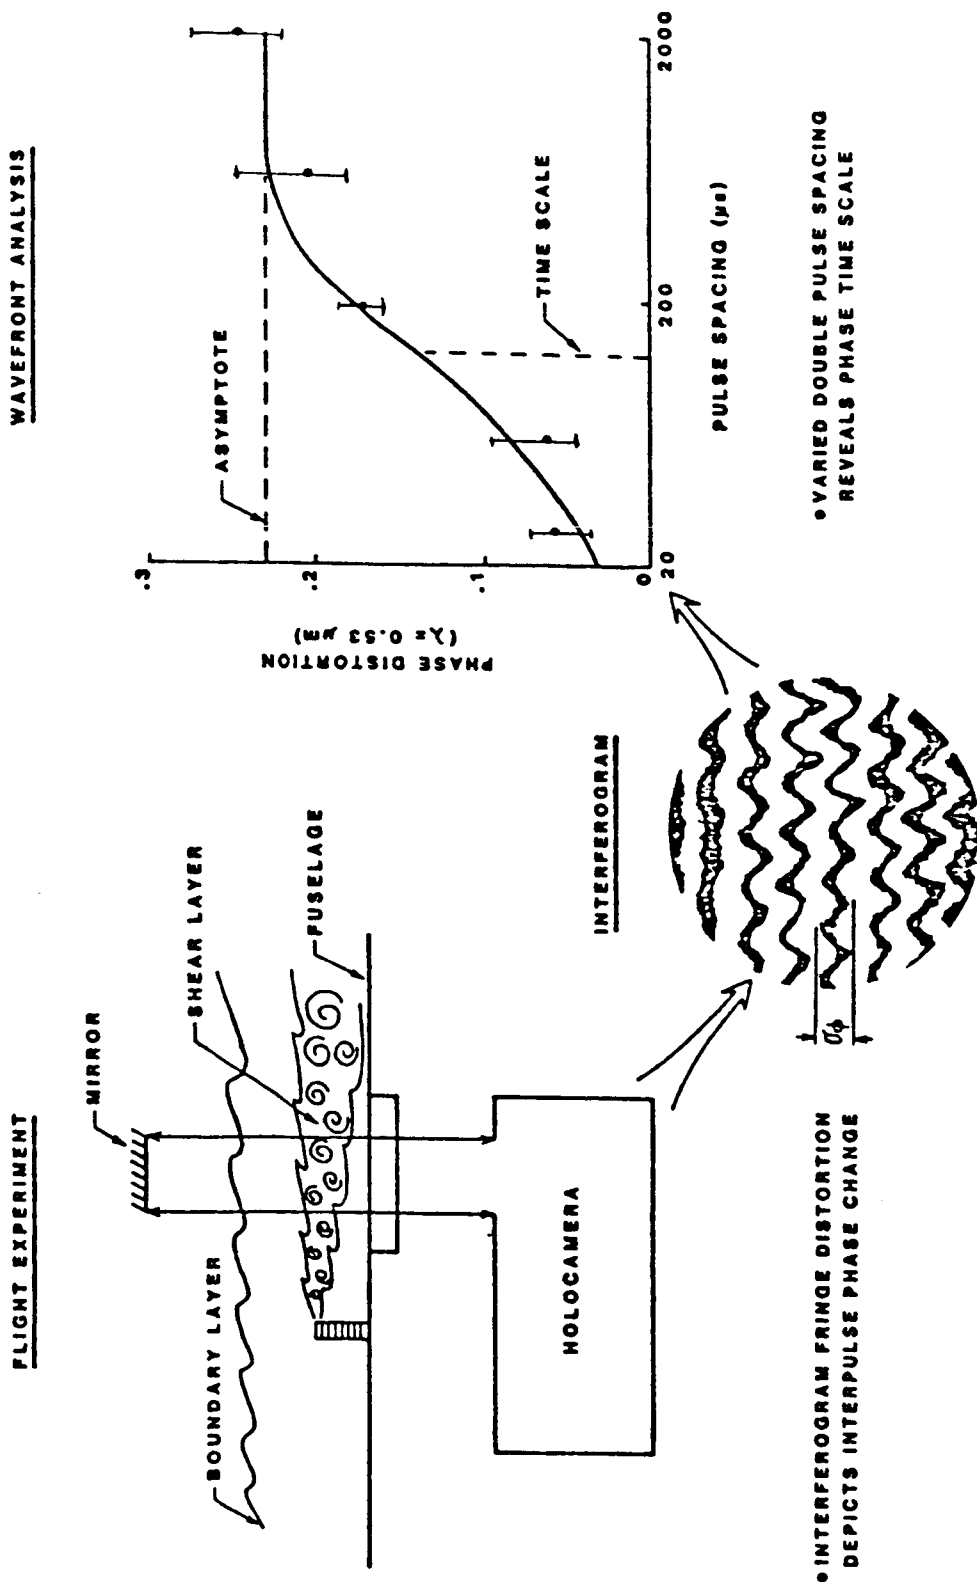 FLIGHT EXPERIMENT
MIRROR
BOUNDARY LAYER
SHEAR LAYER
FUSELAGE
HOLOCAMERA
• INTERFEROGRAM FRINGE DISTORTION
DEPICTS INTERPULSE PHASE CHANGE
INTERFEROGRAM
σφ
WAVEFRONT ANALYSIS
PHASE DISTORTION
(λ= 0.53 µm)
.3
.2
.1
0
ASYMPTOTE
TIME SCALE
20
200
2000
PULSE SPACING (µs)
• VARIED DOUBLE PULSE SPACING
REVEALS PHASE TIME SCALE